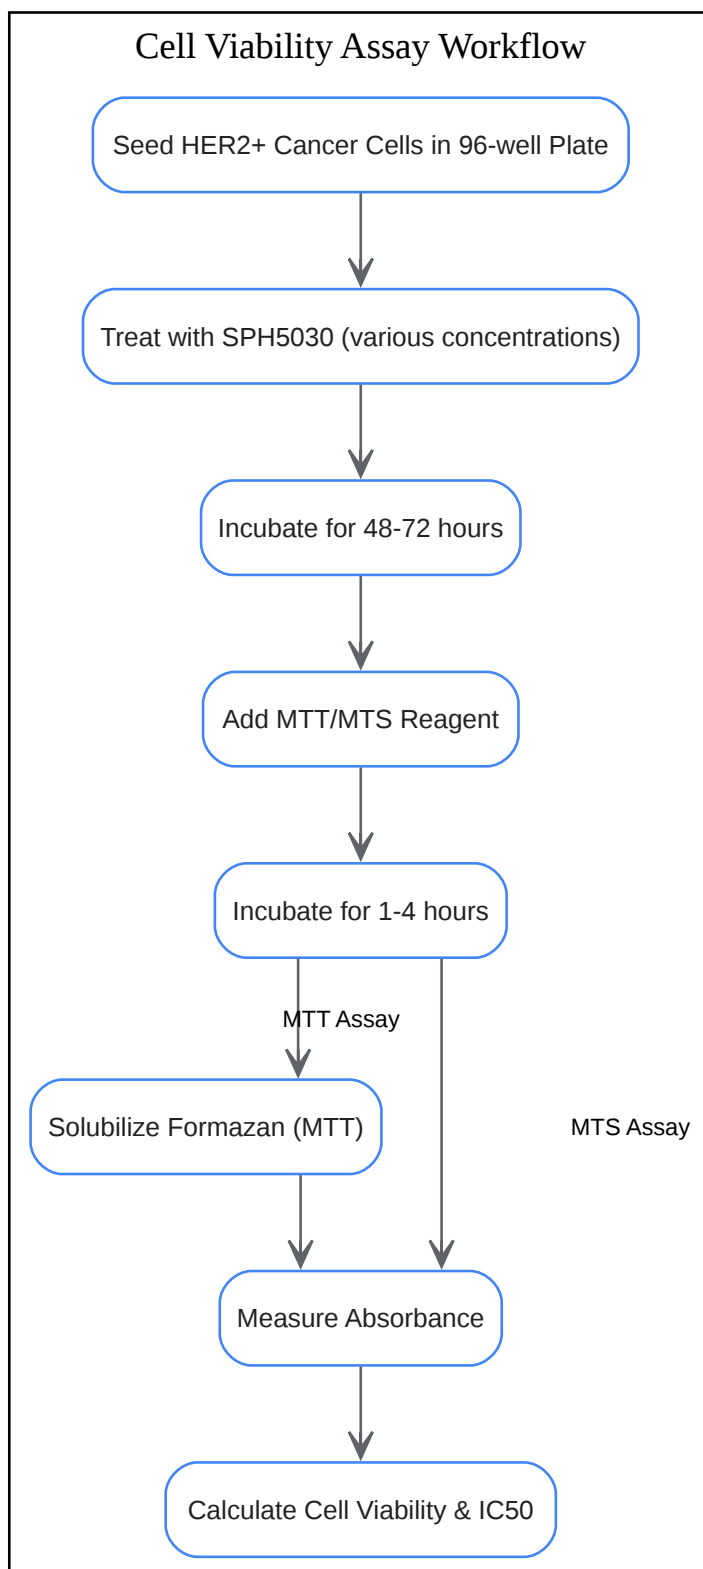 Cell Viability Assay Workflow
Seed HER2+ Cancer Cells in 96-well Plate
Treat with SPH5030 (various concentrations)
Incubate for 48-72 hours
Add MTT/MTS Reagent
Incubate for 1-4 hours
MTT Assay
Solubilize Formazan (MTT)
MTS Assay
Measure Absorbance
Calculate Cell Viability & IC50